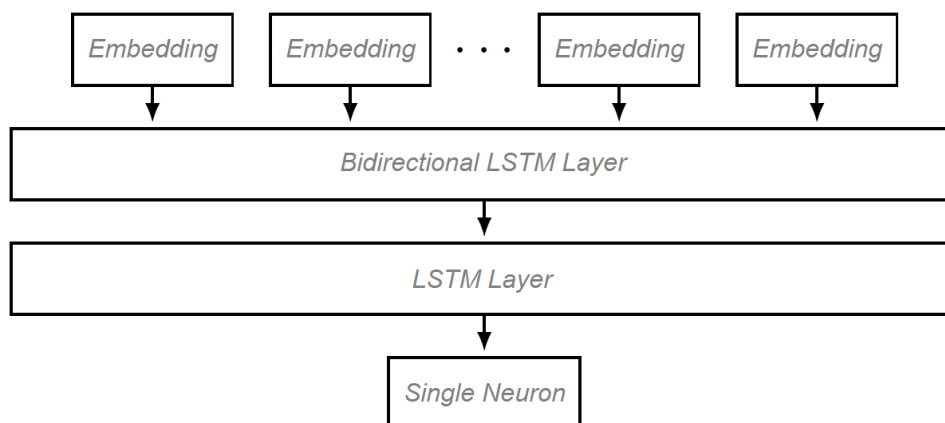 Embedding Embedding . . . Embedding Embedding
Bidirectional LSTM Layer
LSTM Layer
Single Neuron